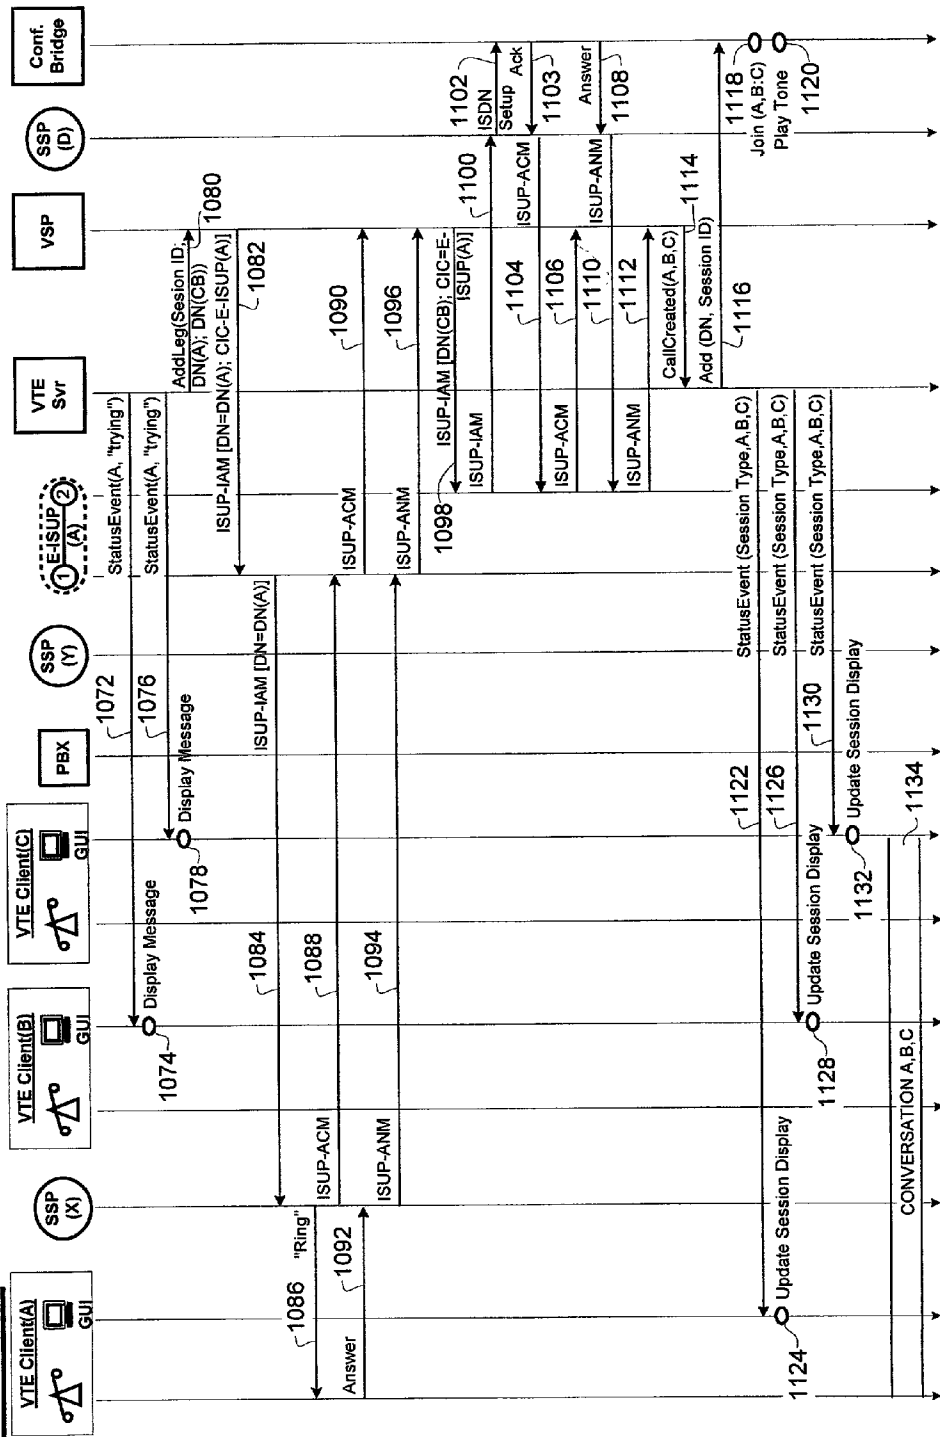 VTE Client(A)
GUI
SSP
(X)
VTE Client(B)
GUI
VTE Client(C)
GUI
PBX
SSP
(Y)
1
E-ISUP
2
(A)
VTE
Svr
VSP
SSP
(D)
Conf.
Bridge
1072
StatusEvent(A, "trying")
1074
Display Message
1076
StatusEvent(A, "trying")
1078
Display Message
AddLeg(Sesion ID;
DN(A); DN(CB))
1080
ISUP-IAM [DN=DN(A); CIC-E-ISUP(A)]
1082
1084
ISUP-IAM [DN=DN(A)]
1086
"Ring"
ISUP-ACM
1088
ISUP-ACM
1090
Answer
1092
ISUP-ANM
1094
ISUP-ANM
1096
1098
ISUP-IAM [DN(CB); CIC=E-
ISUP(A)]
ISUP-IAM
1100
ISDN
Setup
1102
Ack
1103
ISUP-ACM
1104
ISUP-ACM
1106
Answer
1108
ISUP-ANM
1110
ISUP-ANM
1112
CallCreated(A,B,C)
1114
Add (DN, Session ID)
1116
1118
Join (A,B:C)
Play Tone
1120
1122
StatusEvent (Session Type,A,B,C)
1124
Update Session Display
1126
StatusEvent (Session Type,A,B,C)
1128
Update Session Display
1130
StatusEvent (Session Type,A,B,C)
1132
Update Session Display
CONVERSATION A,B,C
1134